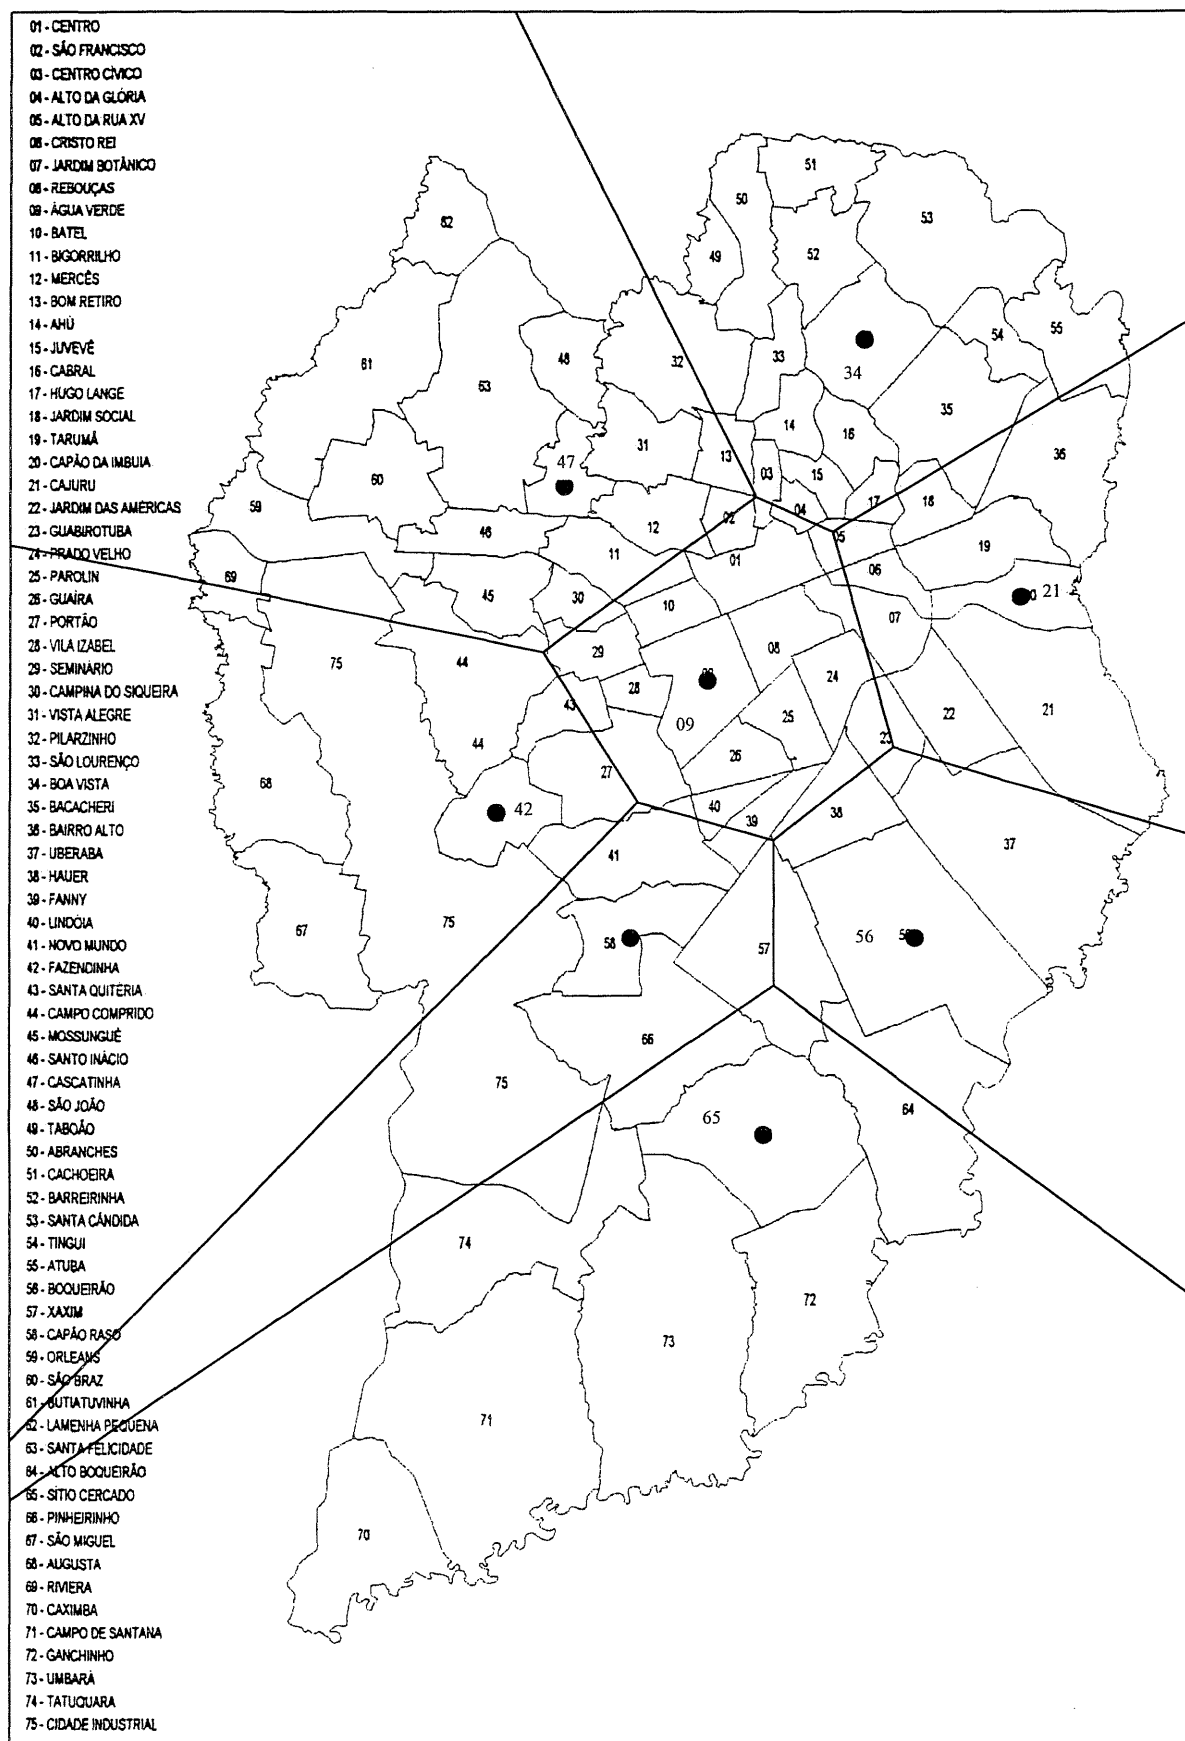 01 - CENTRO
02 - SÃO FRANCISCO
03 - CENTRO CÍVICO
04 - ALTO DA GLÓRIA
05 - ALTO DA RUA XV
06 - CRISTO REI
07 - JARDIM BOTÂNICO
08 - REBOUÇAS
09 - ÁGUA VERDE
10 - BATEL
11 - BIGORRILHO
12 - MERCÊS
13 - BOM RETIRO
14 - AHÚ
15 - JUVEVÊ
16 - CABRAL
17 - HUGO LANGE
18 - JARDIM SOCIAL
19 - TARUMÃ
20 - CAPÃO DA IMBUIA
21 - CAJURU
22 - JARDIM DAS AMÉRICAS
23 - GUABIROTUBA
24 - PRADO VELHO
25 - PAROLIN
26 - GUAÍRA
27 - PORTÃO
28 - VILA IZABEL
29 - SEMINÁRIO
30 - CAMPINA DO SIQUEIRA
31 - VISTA ALEGRE
32 - PILARZINHO
33 - SÃO LOURENÇO
34 - BOA VISTA
35 - BACACHERI
36 - BAIRRO ALTO
37 - UBERABA
38 - HAUER
39 - FANNY
40 - LINDÓIA
41 - NOVO MUNDO
42 - FAZENDINHA
43 - SANTA QUITÉRIA
44 - CAMPO COMPRIDO
45 - MOSSUNGUÊ
46 - SANTO INÁCIO
47 - CASCATINHA
48 - SÃO JOÃO
49 - TABOÃO
50 - ABRANCHES
51 - CACHOEIRA
52 - BARREIRINHA
53 - SANTA CÂNDIDA
54 - TINGUI
55 - ATUBA
56 - BOQUEIRÃO
57 - XAXIM
58 - CAPÃO RASO
59 - ORLEANS
60 - SÃO BRAZ
61 - BUTIATUVINHA
62 - LAMENHA PEQUENA
63 - SANTA FELICIDADE
64 - ALTO BOQUEIRÃO
65 - SÍTIO CERCADO
66 - PINHEIRINHO
67 - SÃO MIGUEL
68 - AUGUSTA
69 - RIVIERA
70 - CAXIMBA
71 - CAMPO DE SANTANA
72 - GANCHINHO
73 - UMBARÁ
74 - TATUQUARA
75 - CIDADE INDUSTRIAL
51
50
53
62
49
52
55
54
61
48
32
33
34
63
35
14
16
31
13
36
47
03
15
60
59
17
18
04
02
12
46
05
19
11
01
06
69
45
30
10
21
07
29
08
75
44
24
28
09
43
25
22
21
44
23
26
27
68
40
42
39
38
37
41
75
67
58
57
56
66
75
65
64
74
72
73
71
70